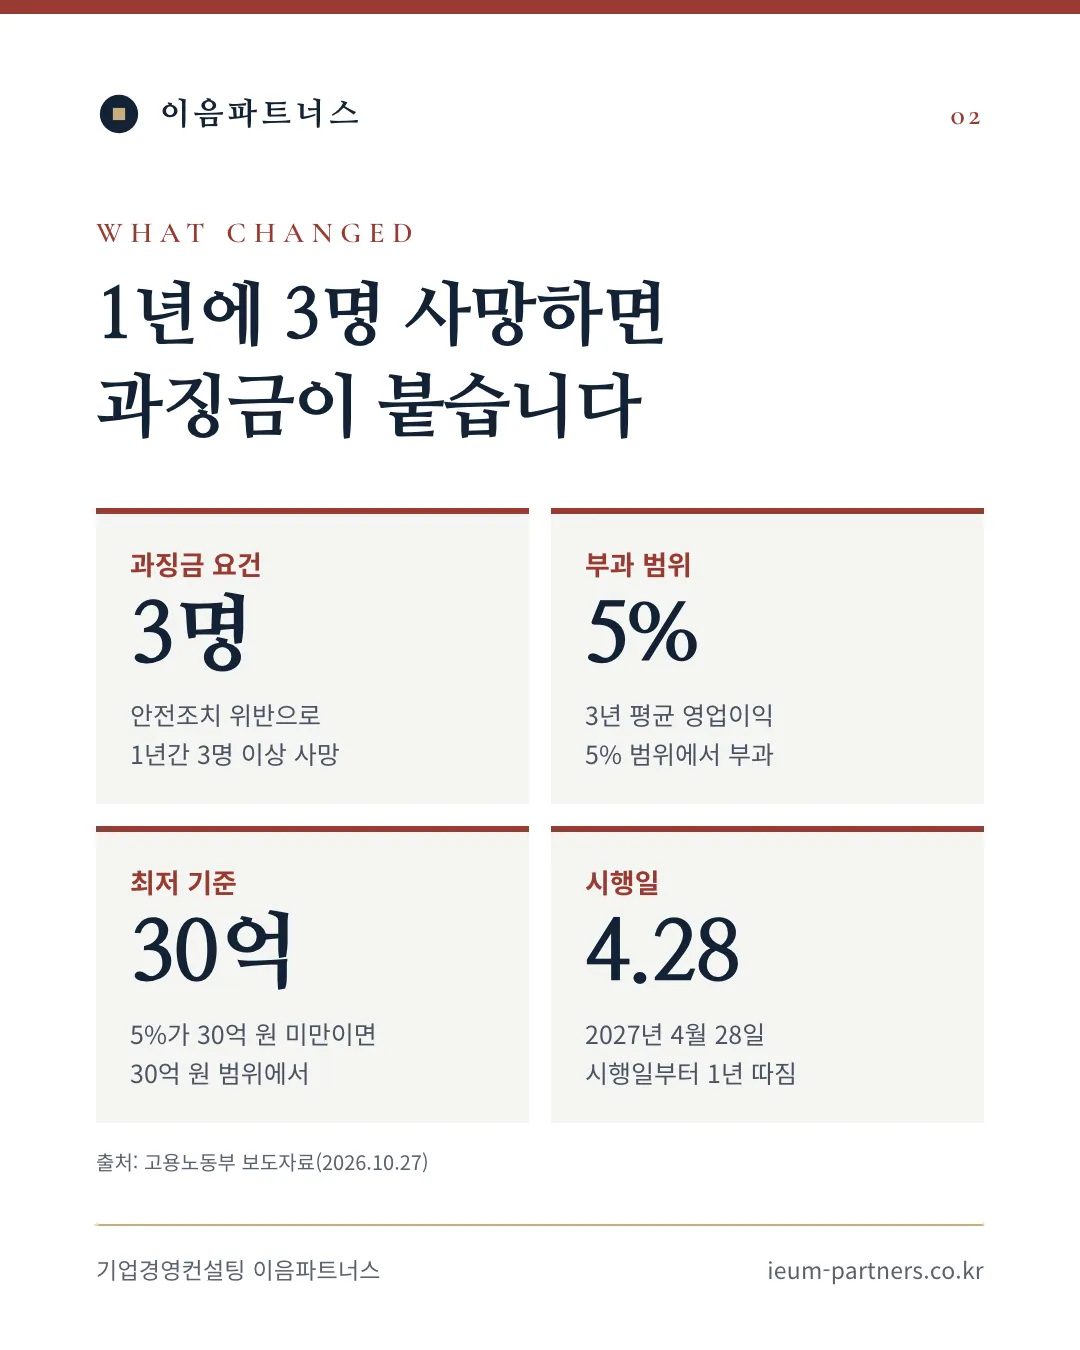 이음파트너스
02
WHAT CHANGED
1년에 3명 사망하면
과징금이 붙습니다
과징금 요건
3명
안전조치 위반으로
1년간 3명 이상 사망
부과 범위
5%
3년 평균 영업이익
5% 범위에서 부과
최저 기준
30억
5%가 30억 원 미만이면
30억 원 범위에서
시행일
4.28
2027년 4월 28일
시행일부터 1년 따짐
출처: 고용노동부 보도자료(2026.10.27)
기업경영컨설팅 이음파트너스
ieum-partners.co.kr